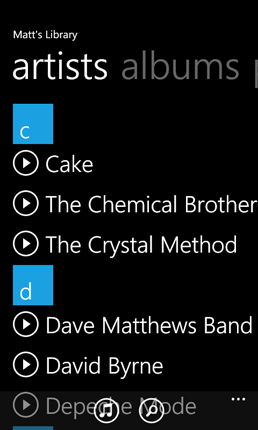 Matt's Library
artists albums p
c
Cake
The Chemical Brother
The Crystal Method
d
Dave Matthews Band
David Byrne
Depeche Mode